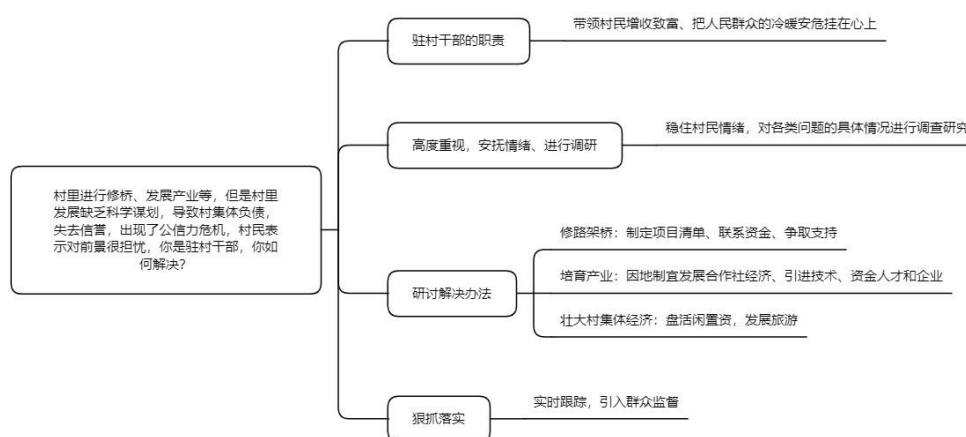 村里进行修桥、发展产业等，但是村里
发展缺乏科学谋划，导致村集体负债，
失去信誉，出现了公信力危机，村民表
示对前景很担忧，你是驻村干部，你如
何解决？
驻村干部的职责
带领村民增收致富、把人民群众的冷暖安危挂在心上
高度重视，安抚情绪、进行调研
稳住村民情绪，对各类问题的具体情况进行调查研究
研讨解决办法
修路架桥：制定项目清单、联系资金、争取支持
培育产业：因地制宜发展合作社经济、引进技术、资金人才和企业
壮大村集体经济：盘活闲置资，发展旅游
狠抓落实
实时跟踪，引入群众监督